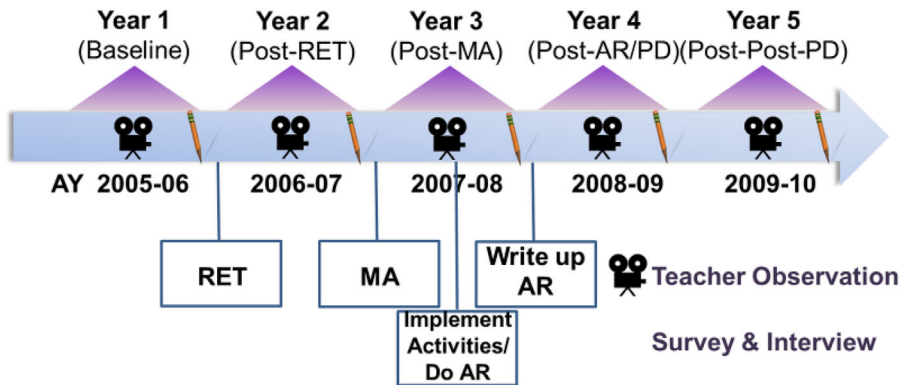 Year 1 Year 2 Year 3 Year 4 Year 5
(Baseline) (Post-RET) (Post-MA) (Post-AR/PD) (Post-Post-PD)
AY 2005-06 2006-07 2007-08 2008-09 2009-10
RET
MA
Write up
AR
Implement
Activities/
Do AR
Teacher Observation
Survey & Interview